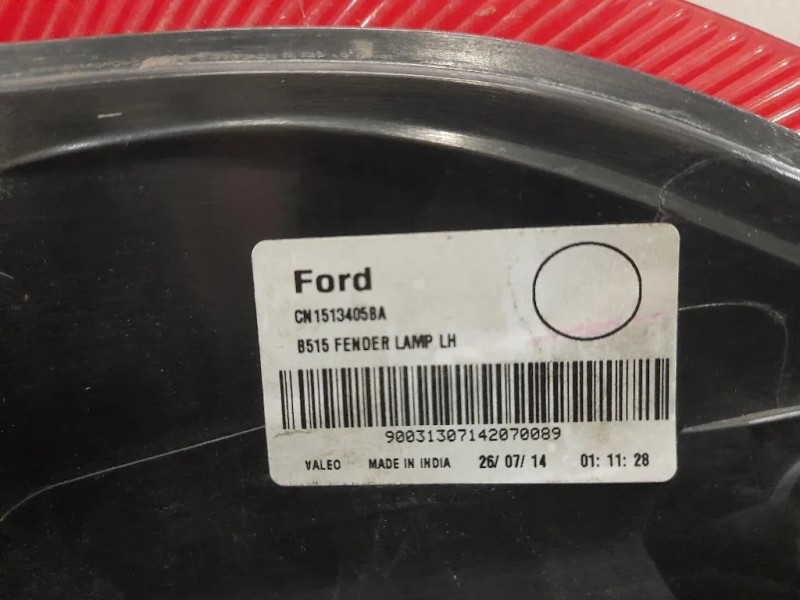 Ford
CN1513405BA
B515 FENDER LAMP LH
90031307142070089
VALEO MADE IN INDIA 26/07/14 01:11:28